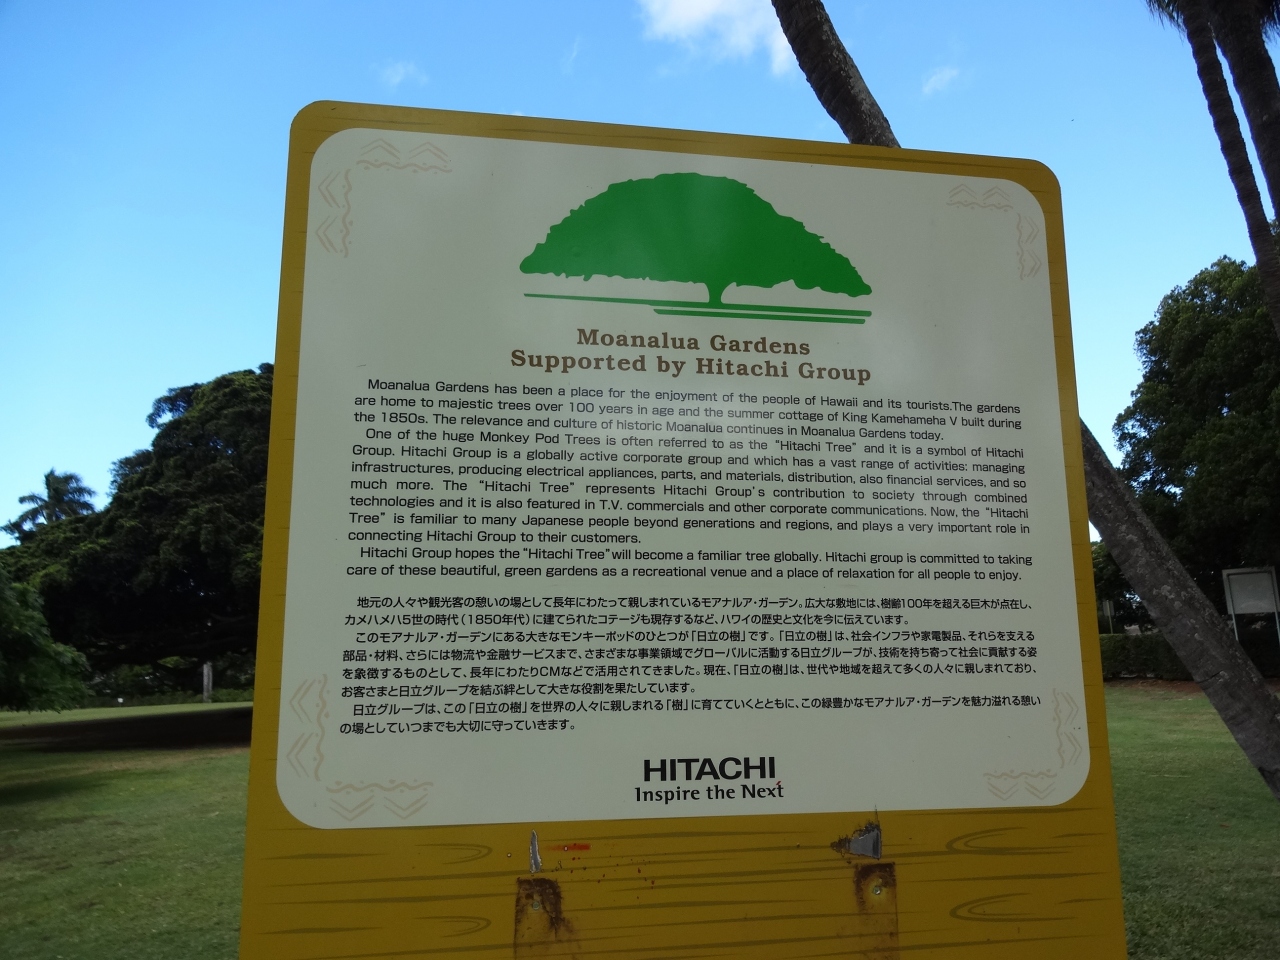 Moanalua Gardens
Supported by Hitachi Group
Moanalua Gardens has been a place for the enjoyment of the people of Hawaii and its tourists.The gardens
are home to majestic trees over 100 years in age and the summer cottage of King Kamehameha V built during
the 1850s. The relevance and culture of historic Moanalua continues in Moanalua Gardens today.
One of the huge Monkey Pod Trees is often referred to as the "Hitachi Tree" and it is a symbol of Hitachi
Group. Hitachi Group is a globally active corporate group and which has a vast range of activities: managing
infrastructures, producing electrical appliances, parts, and materials, distribution, also financial services, and so
much more. The "Hitachi Tree" represents Hitachi Group's contribution to society through combined
technologies and it is also featured in T.V. commercials and other corporate communications. Now, the "Hitachi
Tree" is familiar to many Japanese people beyond generations and regions, and plays a very important role in
connecting Hitachi Group to their customers.
Hitachi Group hopes the "Hitachi Tree" will become a familiar tree globally. Hitachi group is committed to taking
care of these beautiful, green gardens as a recreational venue and a place of relaxation for all people to enjoy.
地元の人々や観光客の憩いの場として長年にわたって親しまれているモアナルア・ガーデン。広大な敷地には、樹齢100年を超える巨木が点在し、
カメハメハ5世の時代（1850年代）に建てられたコテージも現存するなど、ハワイの歴史と文化を今に伝えています。
このモアナルア・ガーデンにある大きなモンキーポッドのひとつが「日立の樹」です。「日立の樹」は、社会インフラや家電製品、それらを支える
部品・材料、さらには物流や金融サービスまで、さまざまな事業領域でグローバルに活動する日立グループが、技術を持ち寄って社会に貢献する姿
を象徴するものとして、長年にわたりCMなどで活用されてきました。現在、「日立の樹」は、世代や地域を超えて多くの人々に親しまれており、
お客さまと日立グループを結ぶ絆として大きな役割を果たしています。
日立グループは、この「日立の樹」を世界の人々に親しまれる「樹」に育てていくとともに、この緑豊かなモアナルア・ガーデンを魅力溢れる憩い
の場としていつまでも大切に守っていきます。
HITACHI
Inspire the Next